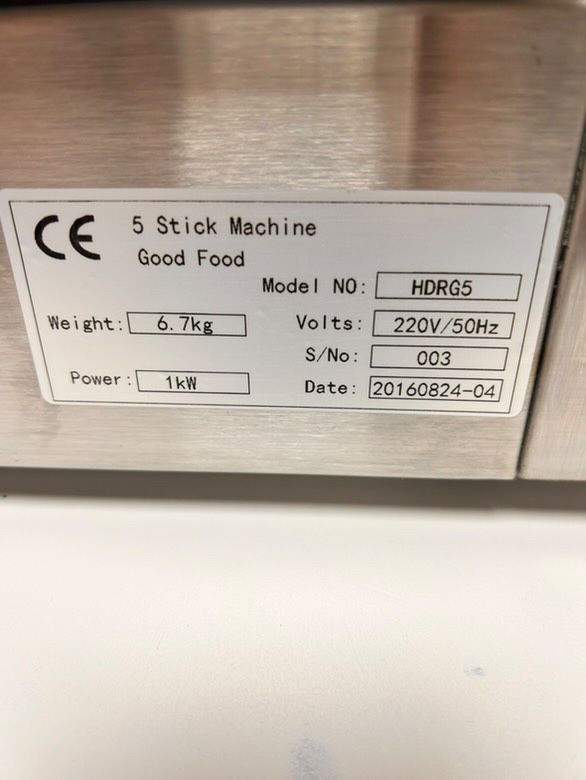 CE 5 Stick Machine
Good Food
Model NO: HDRG5
Weight: 6.7kg Volts: 220V/50Hz
S/No: 003
Power: 1kW Date: 20160824-04